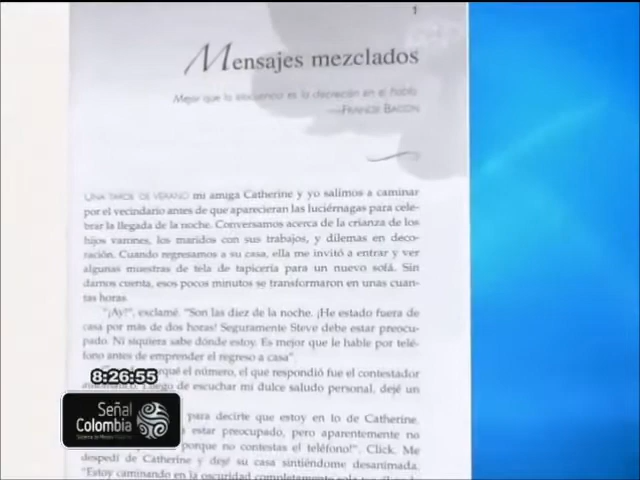 1
Mensajes mezclados
Mejor que la elocuencia es la discreción en el habla.
—FRANCIS BACON
UNA TARDE DE VERANO mi amiga Catherine y yo salimos a caminar
por el vecindario antes de que aparecieran las luciérnagas para cele-
brar la llegada de la noche. Conversamos acerca de la crianza de los
hijos varones, los maridos con sus trabajos, y dilemas en deco-
ración. Cuando regresamos a su casa, ella me invitó a entrar y ver
algunas muestras de tela de tapicería para un nuevo sofá. Sin
darnos cuenta, esos pocos minutos se transformaron en unas cuan-
tas horas.
"¡Ay!", exclamé. "Son las diez de la noche. ¡He estado fuera de
casa por más de dos horas! Seguramente Steve debe estar preocu-
pado. Ni siquiera sabe dónde estoy. Es mejor que le hable por telé-
fono antes de emprender el regreso a casa".
el número, el que respondió fue el contestador
de escuchar mi dulce saludo personal, dejé un
8:26:55
Señal
Colombia
para decirte que estoy en lo de Catherine.
estar preocupado, pero aparentemente no
porque no contestas el teléfono!". Click. Me
despedí de Catherine y dejé su casa sintiéndome desanimada.
"Estoy caminando en la oscuridad completamente sola